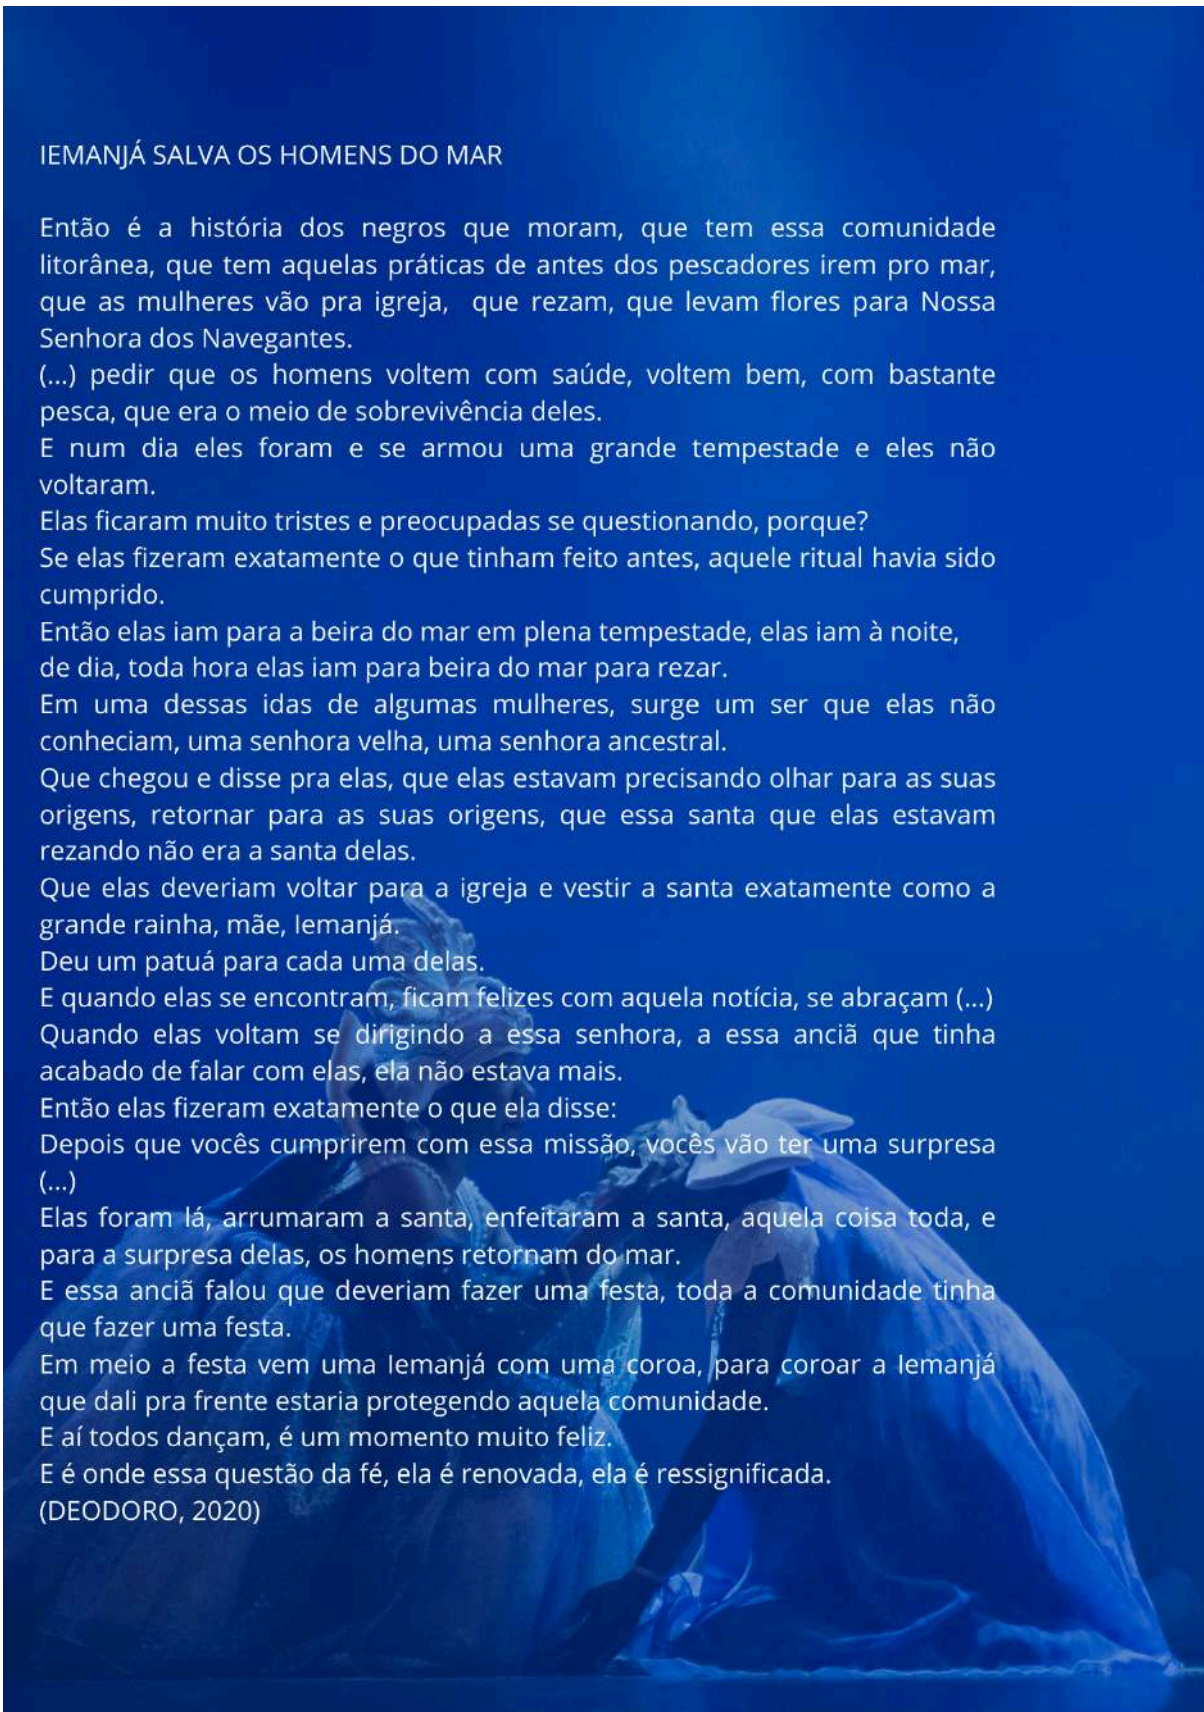 IEMANJÁ SALVA OS HOMENS DO MAR
Então é a história dos negros que moram, que tem essa comunidade
litorânea, que tem aquelas práticas de antes dos pescadores irem pro mar,
que as mulheres vão pra igreja, que rezam, que levam flores para Nossa
Senhora dos Navegantes.
(...) pedir que os homens voltem com saúde, voltem bem, com bastante
pesca, que era o meio de sobrevivência deles.
E num dia eles foram e se armou uma grande tempestade e eles não
voltaram.
Elas ficaram muito tristes e preocupadas se questionando, porque?
Se elas fizeram exatamente o que tinham feito antes, aquele ritual havia sido
cumprido.
Então elas iam para a beira do mar em plena tempestade, elas iam à noite,
de dia, toda hora elas iam para beira do mar para rezar.
Em uma dessas idas de algumas mulheres, surge um ser que elas não
conheciam, uma senhora velha, uma senhora ancestral.
Que chegou e disse pra elas, que elas estavam precisando olhar para as suas
origens, retornar para as suas origens, que essa santa que elas estavam
rezando não era a santa delas.
Que elas deveriam voltar para a igreja e vestir a santa exatamente como a
grande rainha, mãe, Iemanjá.
Deu um patuá para cada uma delas.
E quando elas se encontram, ficam felizes com aquela notícia, se abraçam (...)
Quando elas voltam se dirigindo a essa senhora, a essa anciã que tinha
acabado de falar com elas, ela não estava mais.
Então elas fizeram exatamente o que ela disse:
Depois que vocês cumprirem com essa missão, vocês vão ter uma surpresa
(...)
Elas foram lá, arrumaram a santa, enfeitaram a santa, aquela coisa toda, e
para a surpresa delas, os homens retornam do mar.
E essa anciã falou que deveriam fazer uma festa, toda a comunidade tinha
que fazer uma festa.
Em meio a festa vem uma Iemanjá com uma coroa, para coroar a Iemanjá
que dali pra frente estaria protegendo aquela comunidade.
E aí todos dançam, é um momento muito feliz.
E é onde essa questão da fé, ela é renovada, ela é ressignificada.
(DEODORO, 2020)